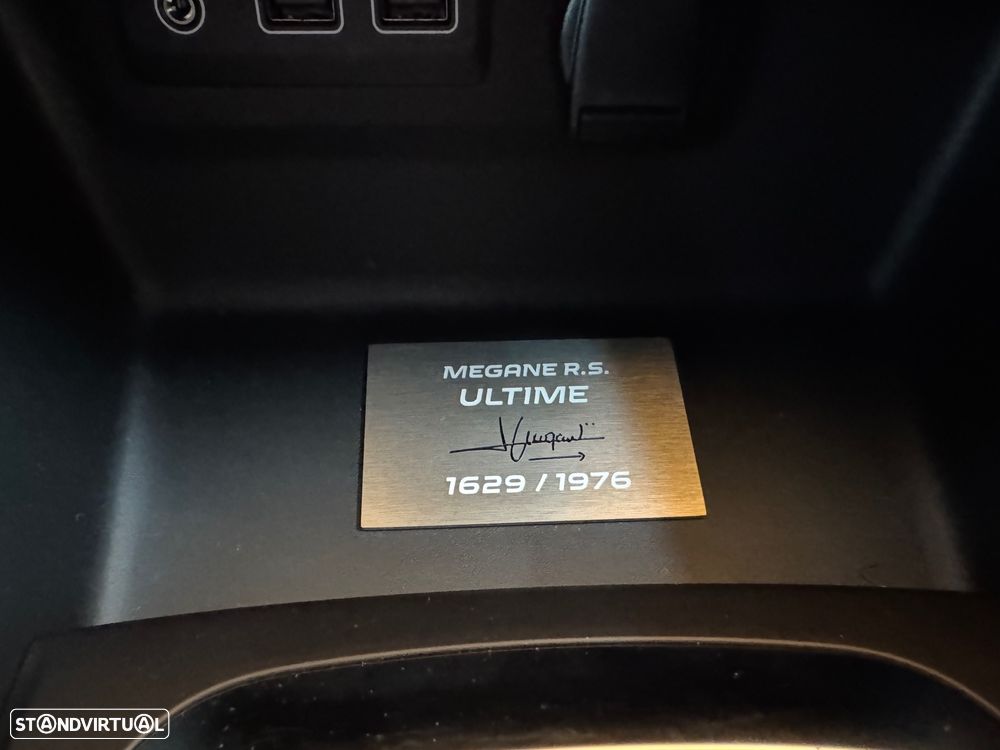 MEGANE R.S.
ULTIME
1629 / 1976
STANDVIRTUAL